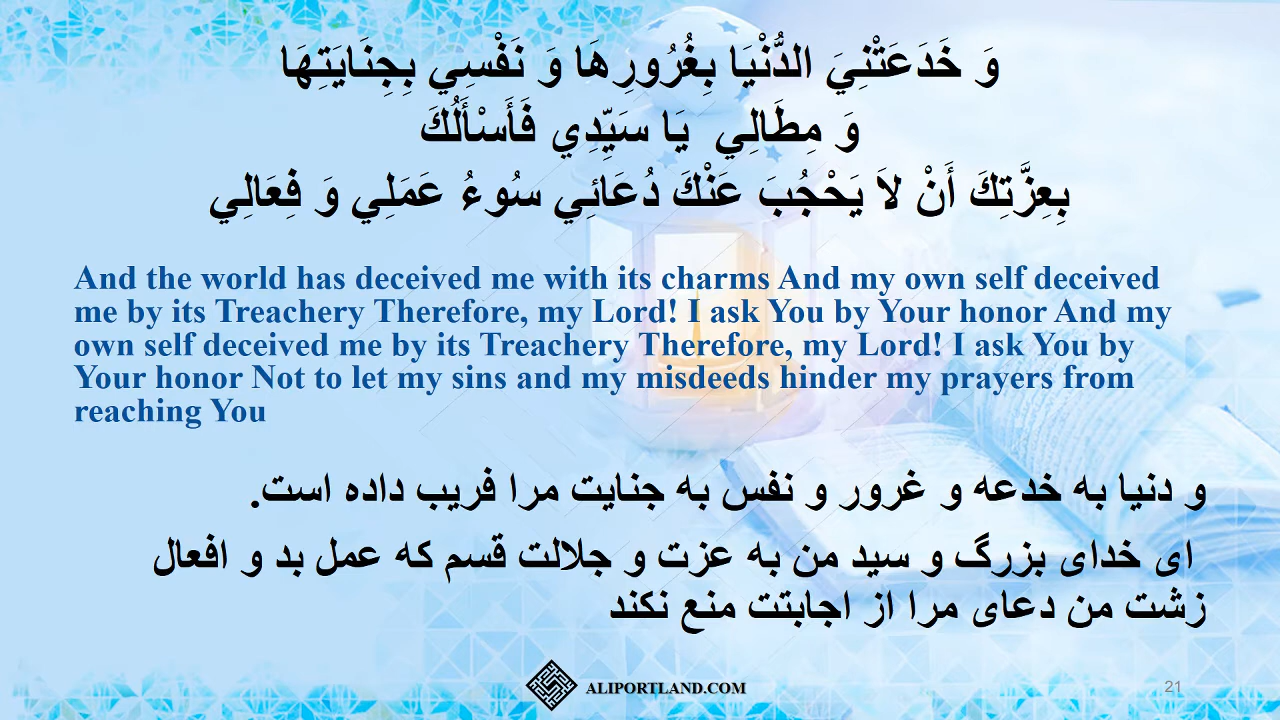 وَ خَدَعَتْنِيَ الدُّنْيَا بِغُرُورِهَا وَ نَفْسِي بِجِنَايَتِهَا
وَ مِطَالِي يَا سَيِّدِي فَأَسْأَلُكَ
بِعِزَّتِكَ أَنْ لاَ يَحْجُبَ عَنْكَ دُعَائِي سُوءُ عَمَلِي وَ فِعَالِي
And the world has deceived me with its charms And my own self deceived
me by its Treachery Therefore, my Lord! I ask You by Your honor And my
own self deceived me by its Treachery Therefore, my Lord! I ask You by
Your honor Not to let my sins and my misdeeds hinder my prayers from
reaching You
و دنیا به خدعه و غرور و نفس به جنایت مرا فریب داده است.
ای خدای بزرگ و سید من به عزت و جلالت قسم که عمل بد و افعال
زشت من دعای مرا از اجابتت منع نکند
ALIPORTLAND.COM
21